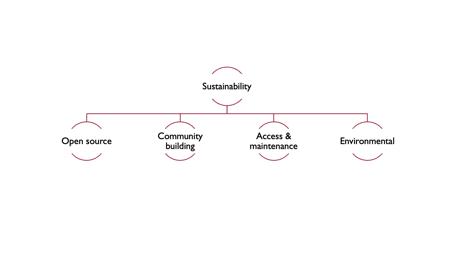 Sustainability
Open source
Community
building
Access &
maintenance
Environmental